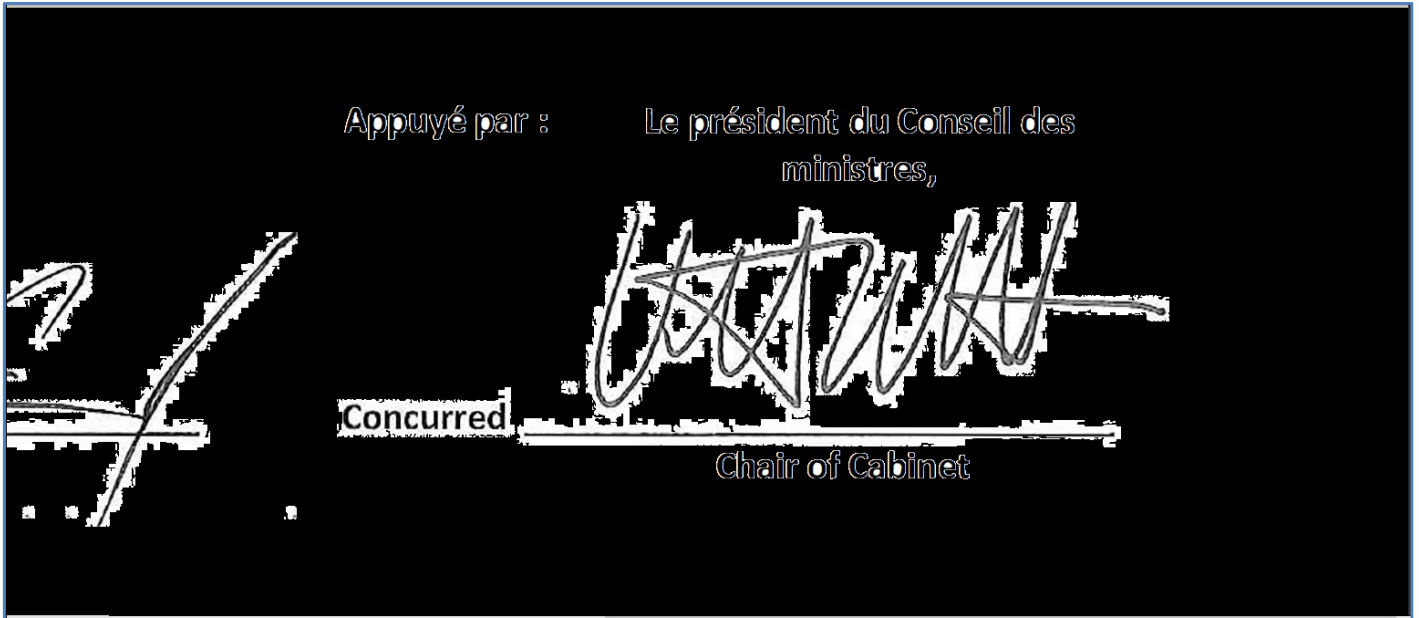 Appuyé par : Le président du Conseil des
ministres,
Concurred
Chair of Cabinet